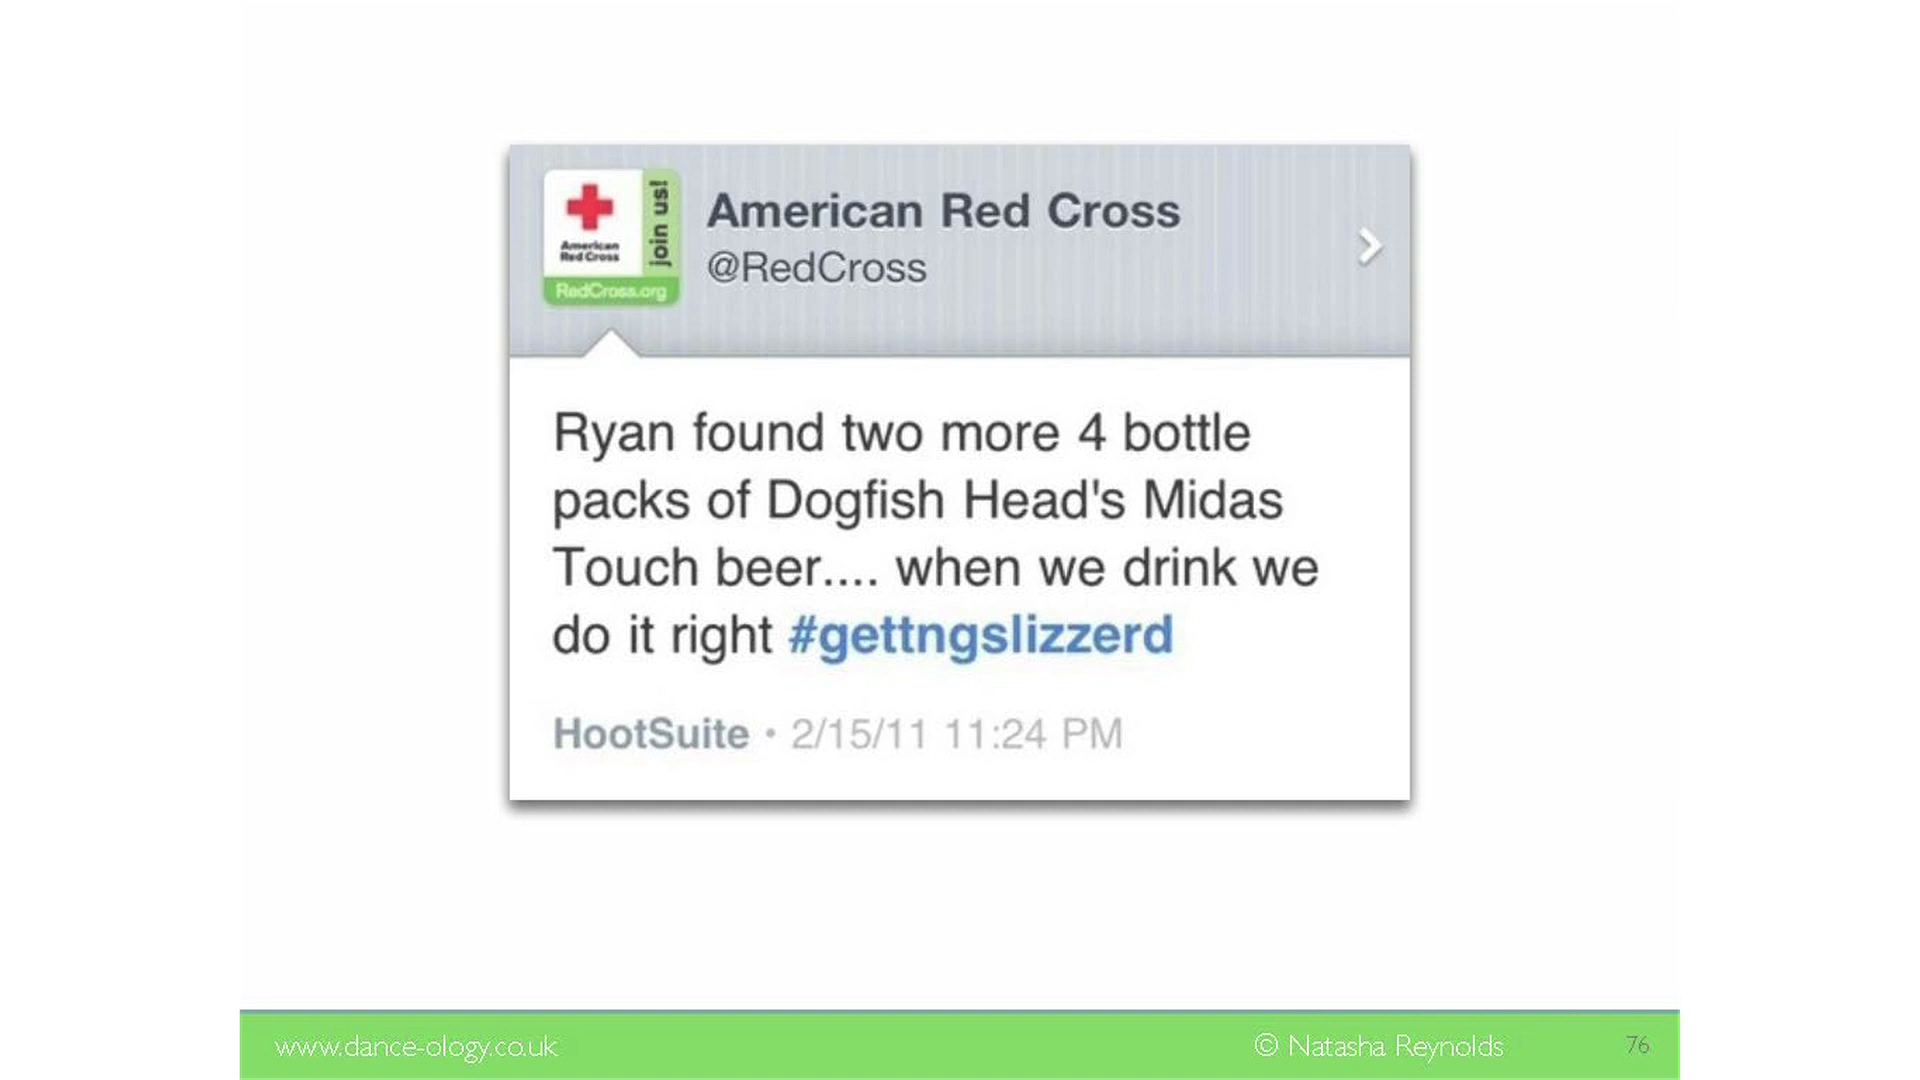 American Red Cross
join us!
RedCross.org
American Red Cross
@RedCross
Ryan found two more 4 bottle
packs of Dogfish Head's Midas
Touch beer.... when we drink we
do it right #gettngslizzerd
HootSuite • 2/15/11 11:24 PM
www.dance-ology.co.uk
© Natasha Reynolds
76